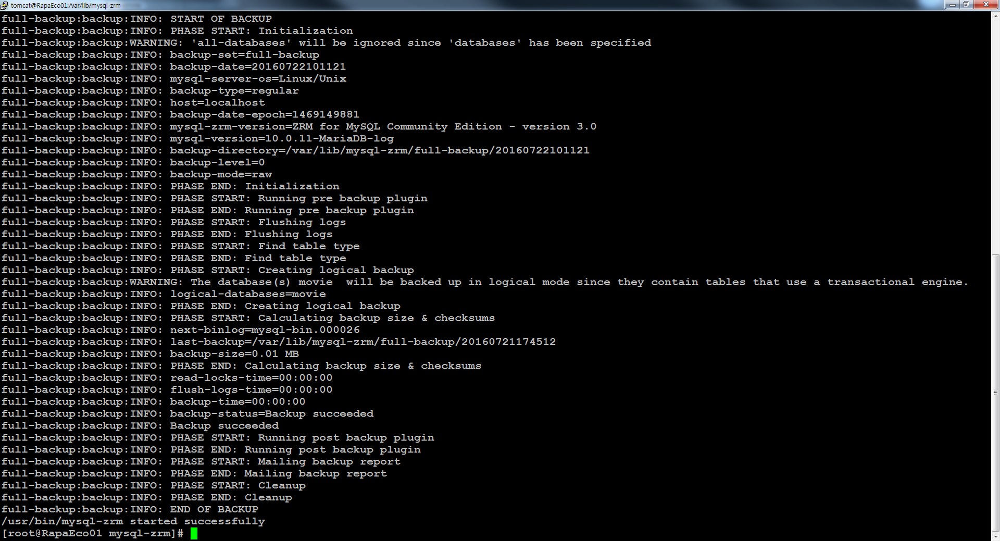 tomcat@RapaEco01:/var/lib/mysql-zrm
full-backup:backup:INFO: START OF BACKUP
full-backup:backup:INFO: PHASE START: Initialization
full-backup:backup:WARNING: 'all-databases' will be ignored since 'databases' has been specified
full-backup:backup:INFO: backup-set=full-backup
full-backup:backup:INFO: backup-date=20160722101121
full-backup:backup:INFO: mysql-server-os=Linux/Unix
full-backup:backup:INFO: backup-type=regular
full-backup:backup:INFO: host=localhost
full-backup:backup:INFO: backup-date-epoch=1469149881
full-backup:backup:INFO: mysql-zrm-version=ZRM for MySQL Community Edition - version 3.0
full-backup:backup:INFO: mysql-version=10.0.11-MariaDB-log
full-backup:backup:INFO: backup-directory=/var/lib/mysql-zrm/full-backup/20160722101121
full-backup:backup:INFO: backup-level=0
full-backup:backup:INFO: backup-mode=raw
full-backup:backup:INFO: PHASE END: Initialization
full-backup:backup:INFO: PHASE START: Running pre backup plugin
full-backup:backup:INFO: PHASE END: Running pre backup plugin
full-backup:backup:INFO: PHASE START: Flushing logs
full-backup:backup:INFO: PHASE END: Flushing logs
full-backup:backup:INFO: PHASE START: Find table type
full-backup:backup:INFO: PHASE END: Find table type
full-backup:backup:INFO: PHASE START: Creating logical backup
full-backup:backup:WARNING: The database(s) movie  will be backed up in logical mode since they contain tables that use a transactional engine.
full-backup:backup:INFO: logical-databases=movie
full-backup:backup:INFO: PHASE END: Creating logical backup
full-backup:backup:INFO: PHASE START: Calculating backup size & checksums
full-backup:backup:INFO: next-binlog=mysql-bin.000026
full-backup:backup:INFO: last-backup=/var/lib/mysql-zrm/full-backup/20160721174512
full-backup:backup:INFO: backup-size=0.01 MB
full-backup:backup:INFO: PHASE END: Calculating backup size & checksums
full-backup:backup:INFO: read-locks-time=00:00:00
full-backup:backup:INFO: flush-logs-time=00:00:00
full-backup:backup:INFO: backup-time=00:00:00
full-backup:backup:INFO: backup-status=Backup succeeded
full-backup:backup:INFO: Backup succeeded
full-backup:backup:INFO: PHASE START: Running post backup plugin
full-backup:backup:INFO: PHASE END: Running post backup plugin
full-backup:backup:INFO: PHASE START: Mailing backup report
full-backup:backup:INFO: PHASE END: Mailing backup report
full-backup:backup:INFO: PHASE START: Cleanup
full-backup:backup:INFO: PHASE END: Cleanup
full-backup:backup:INFO: END OF BACKUP
/usr/bin/mysql-zrm started successfully
[root@RapaEco01 mysql-zrm]#